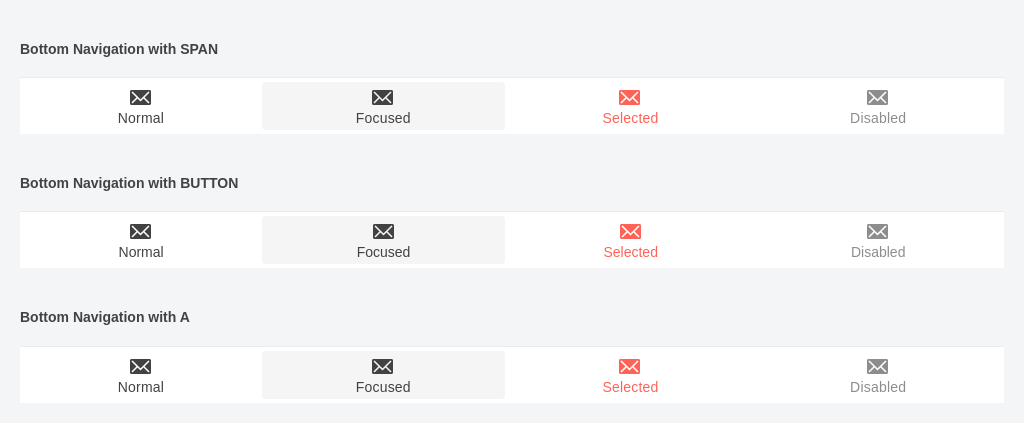 Bottom Navigation with SPAN
Normal Focused Selected Disabled
Bottom Navigation with BUTTON
Normal Focused Selected Disabled
Bottom Navigation with A
Normal Focused Selected Disabled